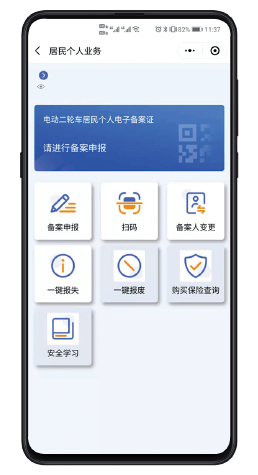 82% 11:37
居民个人业务
电动二轮车居民个人电子备案证
请进行备案申报
备案申报 扫码 备案人变更
一键报失 一键报废 购买保险查询
安全学习